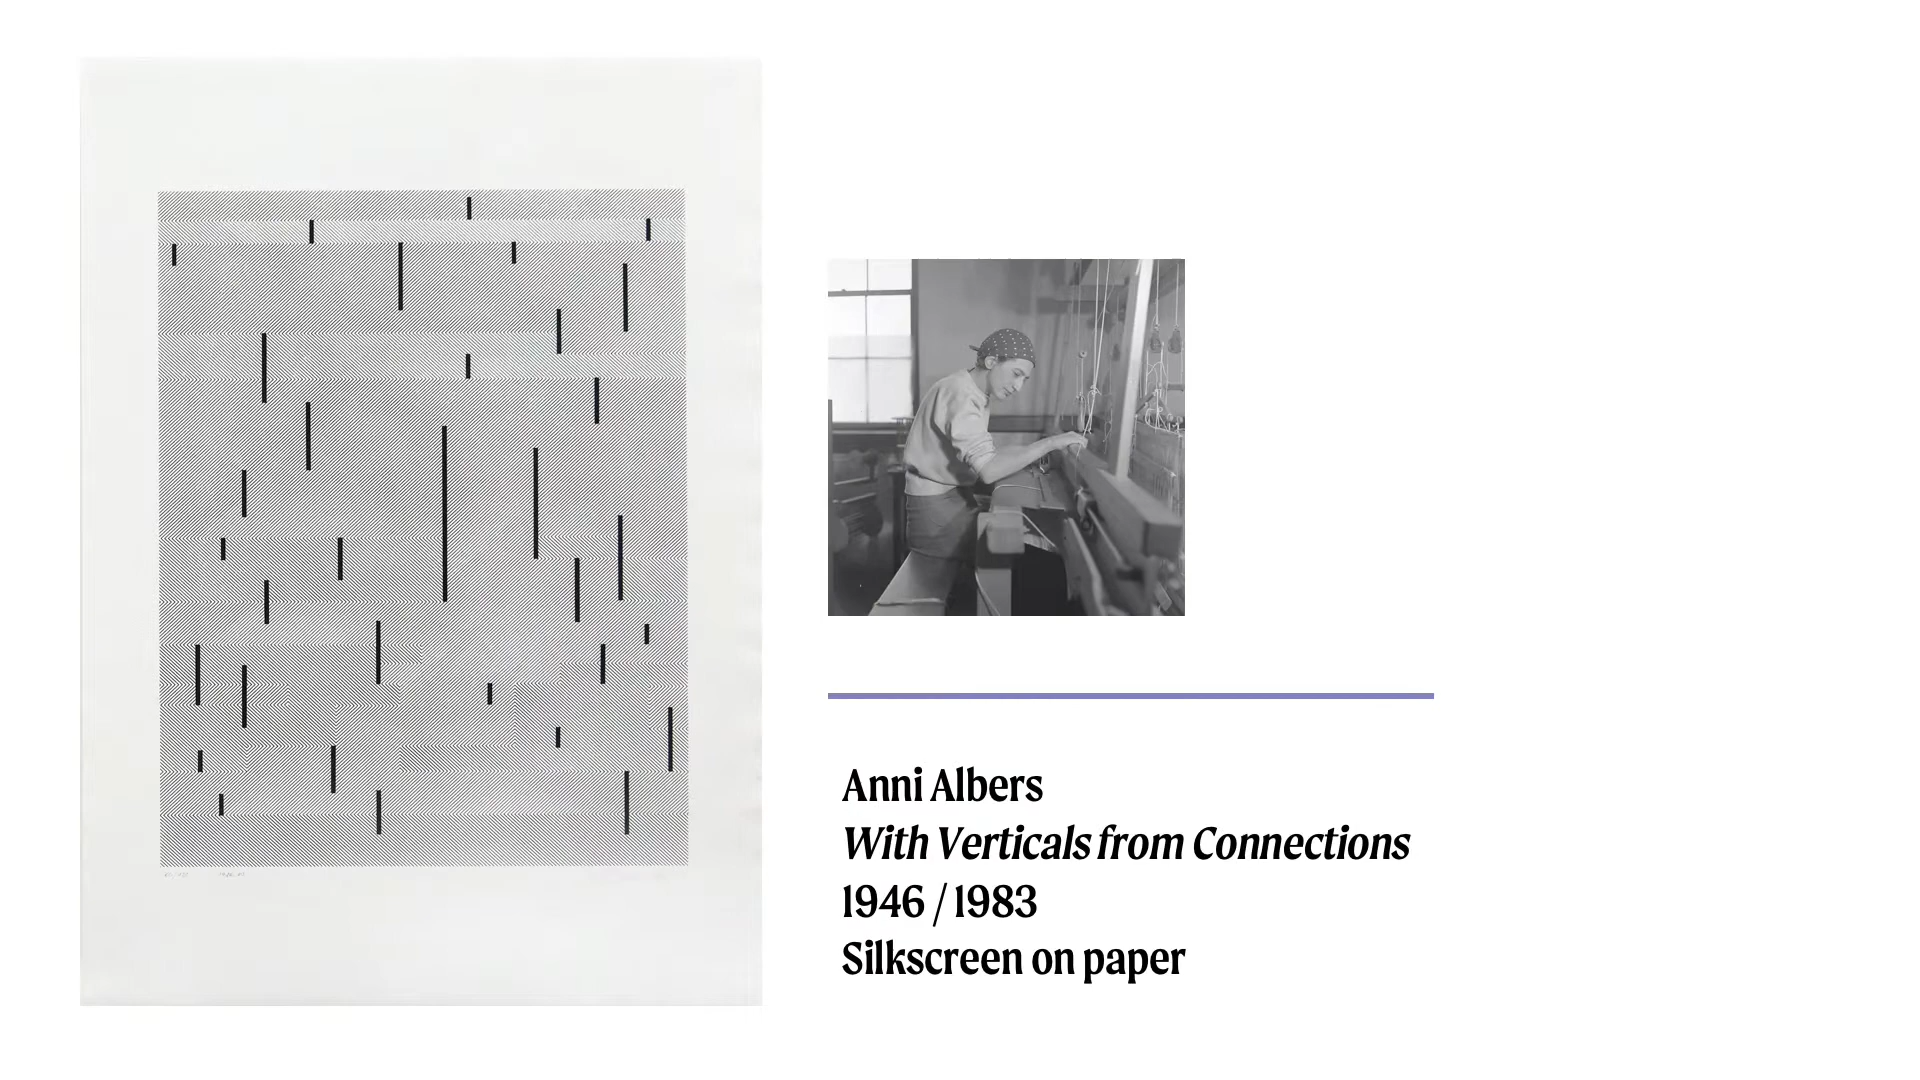 Anni Albers
With Verticals from Connections
1946 / 1983
Silkscreen on paper